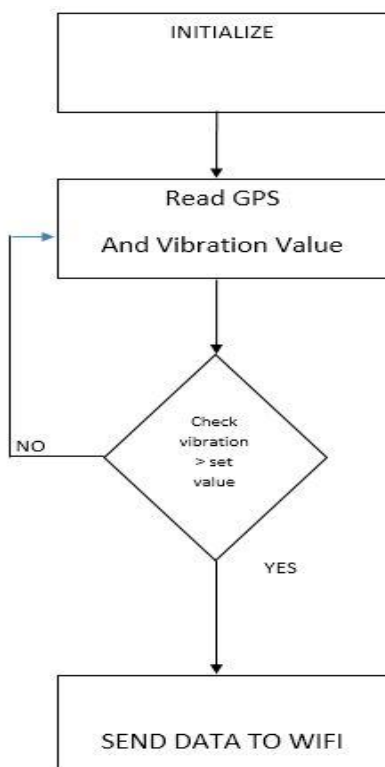 INITIALIZE
Read GPS
And Vibration Value
Check
vibration
> set
value
NO
YES
SEND DATA TO WIFI